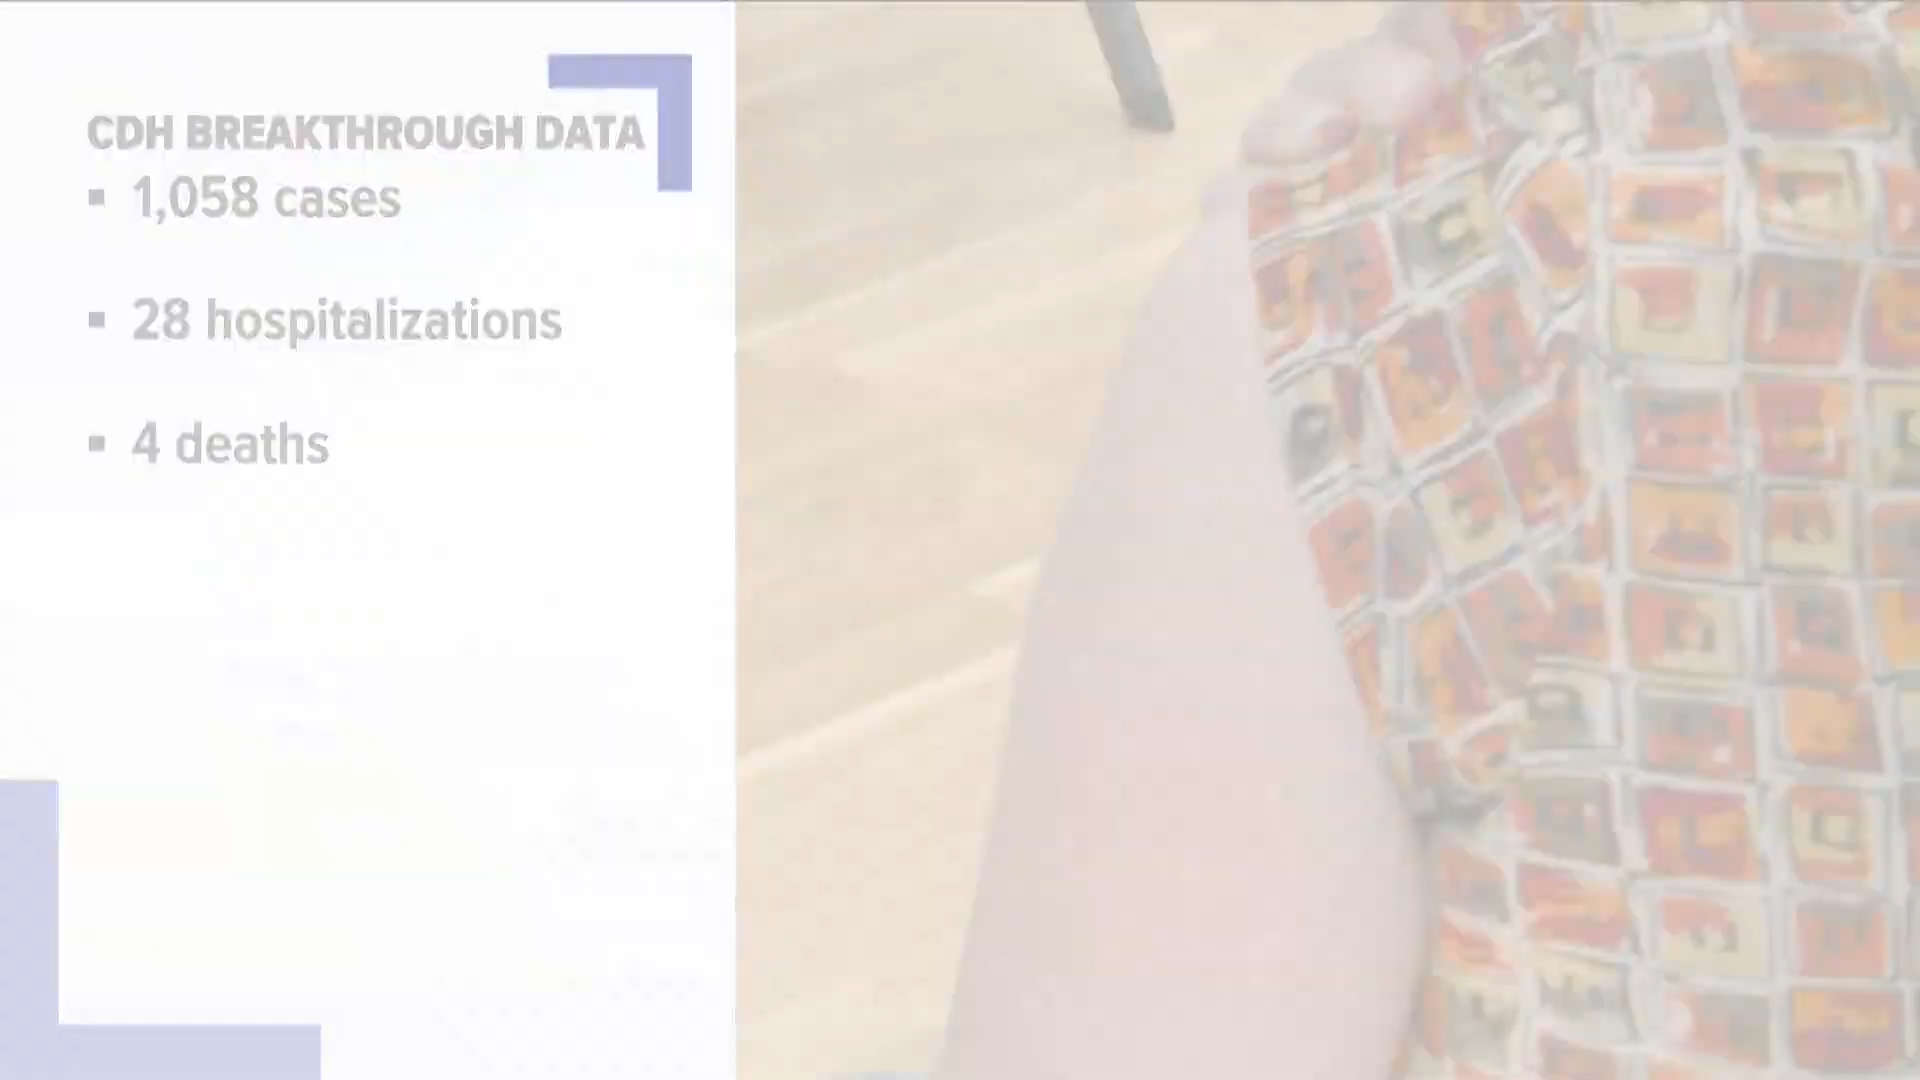 CDH BREAKTHROUGH DATA
▪ 1,058 cases
▪ 28 hospitalizations
▪ 4 deaths